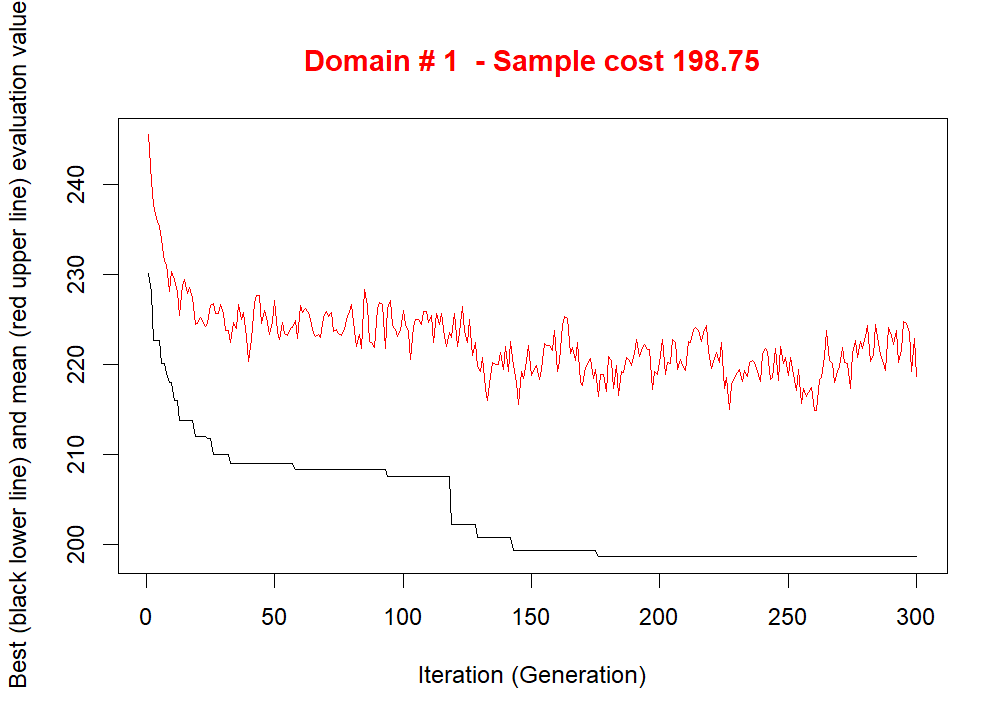 Domain # 1  - Sample cost 198.75
Best (black lower line) and mean (red upper line) evaluation value
240
230
220
210
200
0 50 100 150 200 250 300
Iteration (Generation)